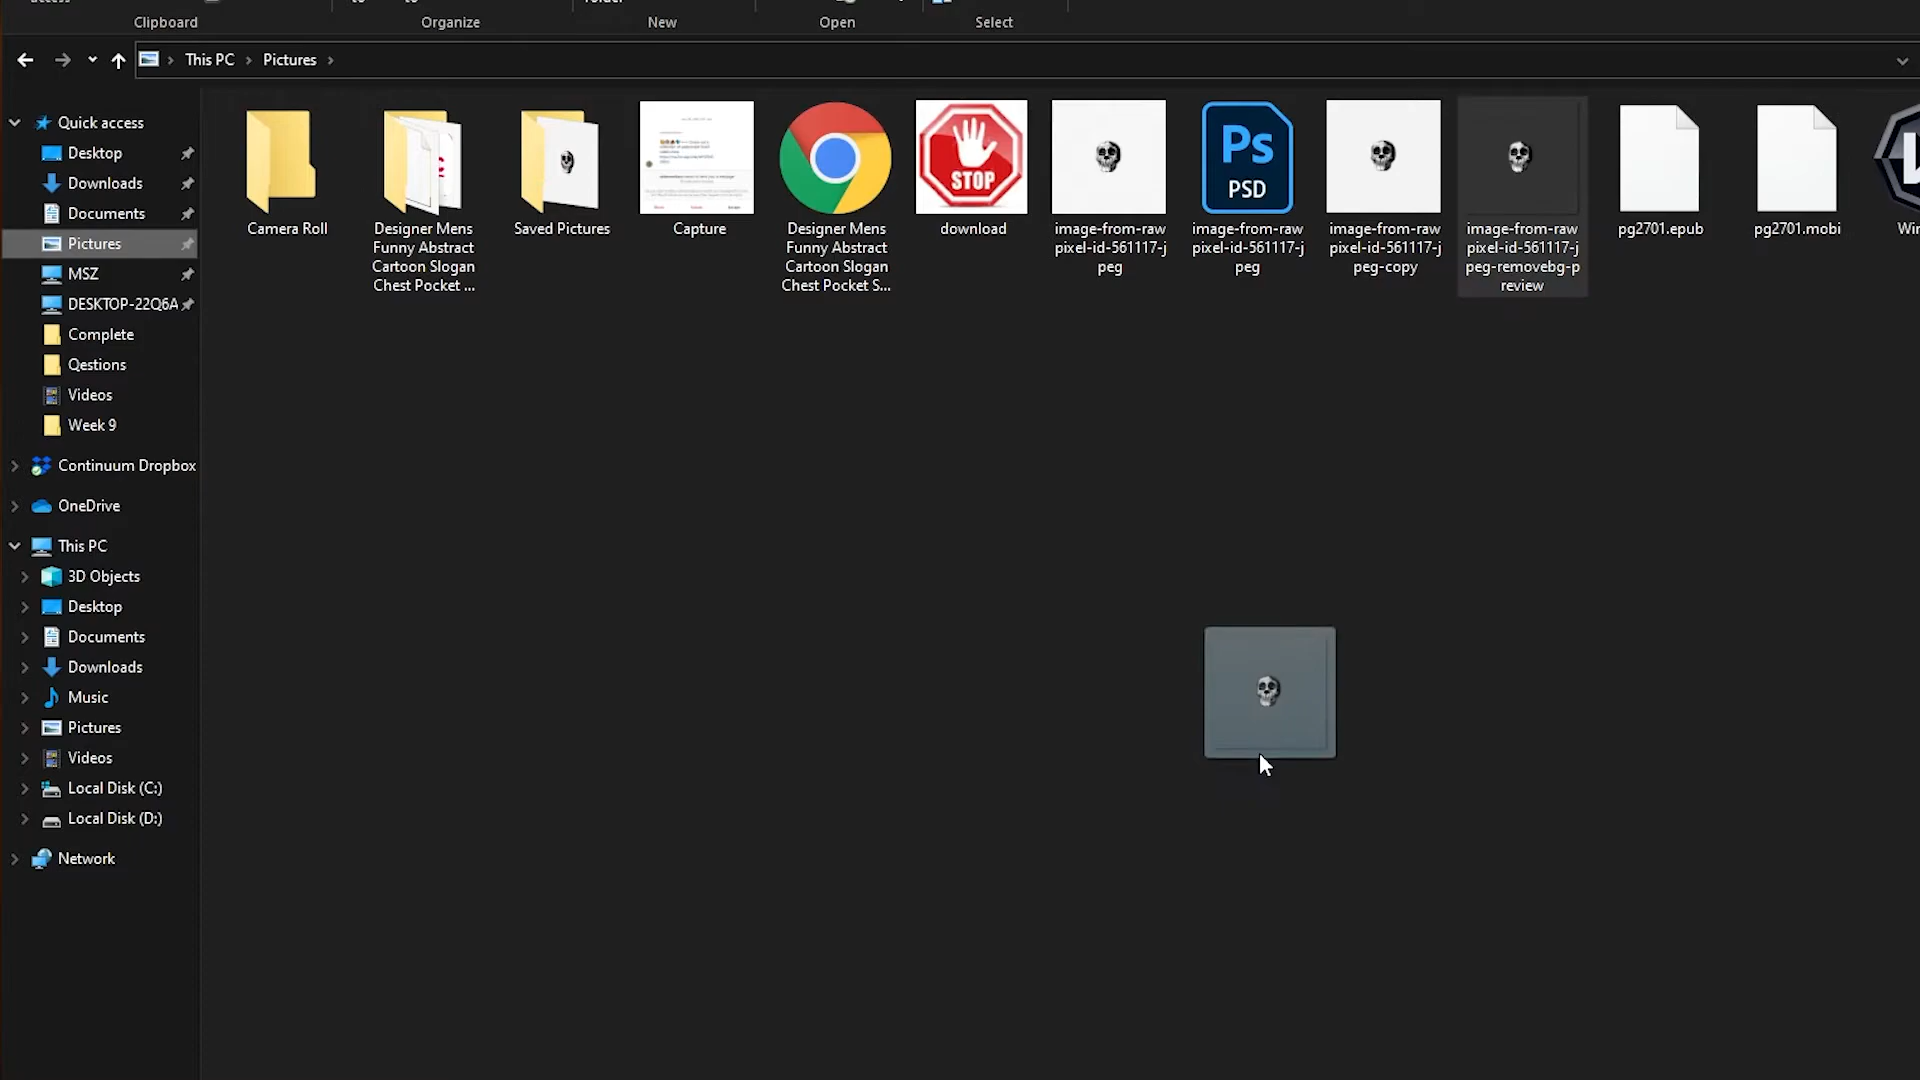 Clipboard
Organize
New
Open
Select
This PC
Pictures
Quick access
Desktop
Downloads
Documents
Pictures
MSZ
DESKTOP-22Q6A
Complete
Qestions
Videos
Week 9
Continuum Dropbox
OneDrive
This PC
3D Objects
Desktop
Documents
Downloads
Music
Pictures
Videos
Local Disk (C:)
Local Disk (D:)
Network
Camera Roll
Designer Mens
Funny Abstract
Cartoon Slogan
Chest Pocket ...
Saved Pictures
Capture
Designer Mens
Funny Abstract
Cartoon Slogan
Chest Pocket S...
STOP
download
image-from-raw
pixel-id-561117-j
peg
Ps
PSD
image-from-raw
pixel-id-561117-j
peg
image-from-raw
pixel-id-561117-j
peg-copy
image-from-raw
pixel-id-561117-j
peg-removebg-p
review
pg2701.epub
pg2701.mobi